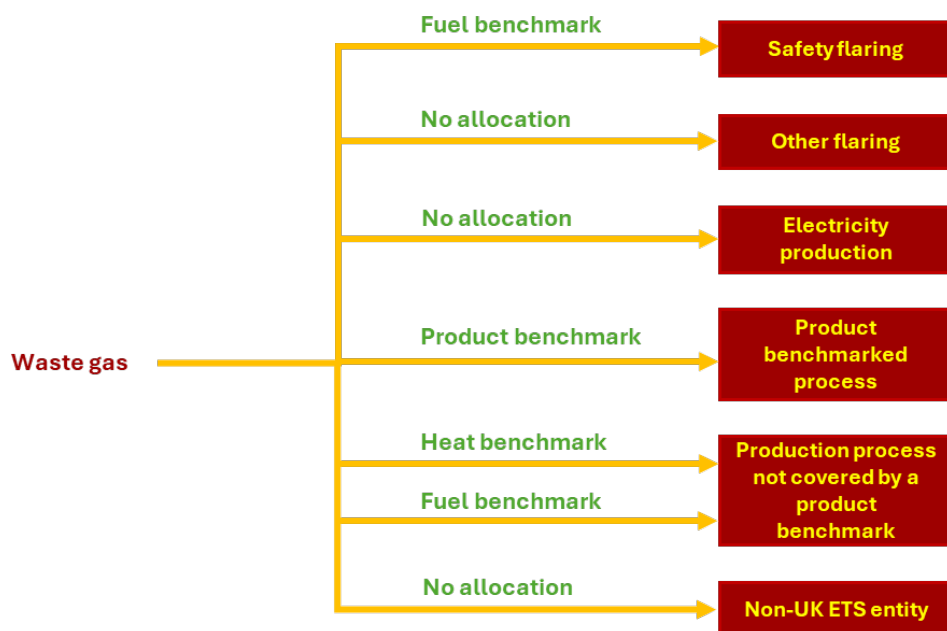 Fuel benchmark
Safety flaring
No allocation
Other flaring
No allocation
Electricity
production
Product benchmark
Product
benchmarked
process
Waste gas
Heat benchmark
Fuel benchmark
Production process
not covered by a
product
benchmark
No allocation
Non-UK ETS entity